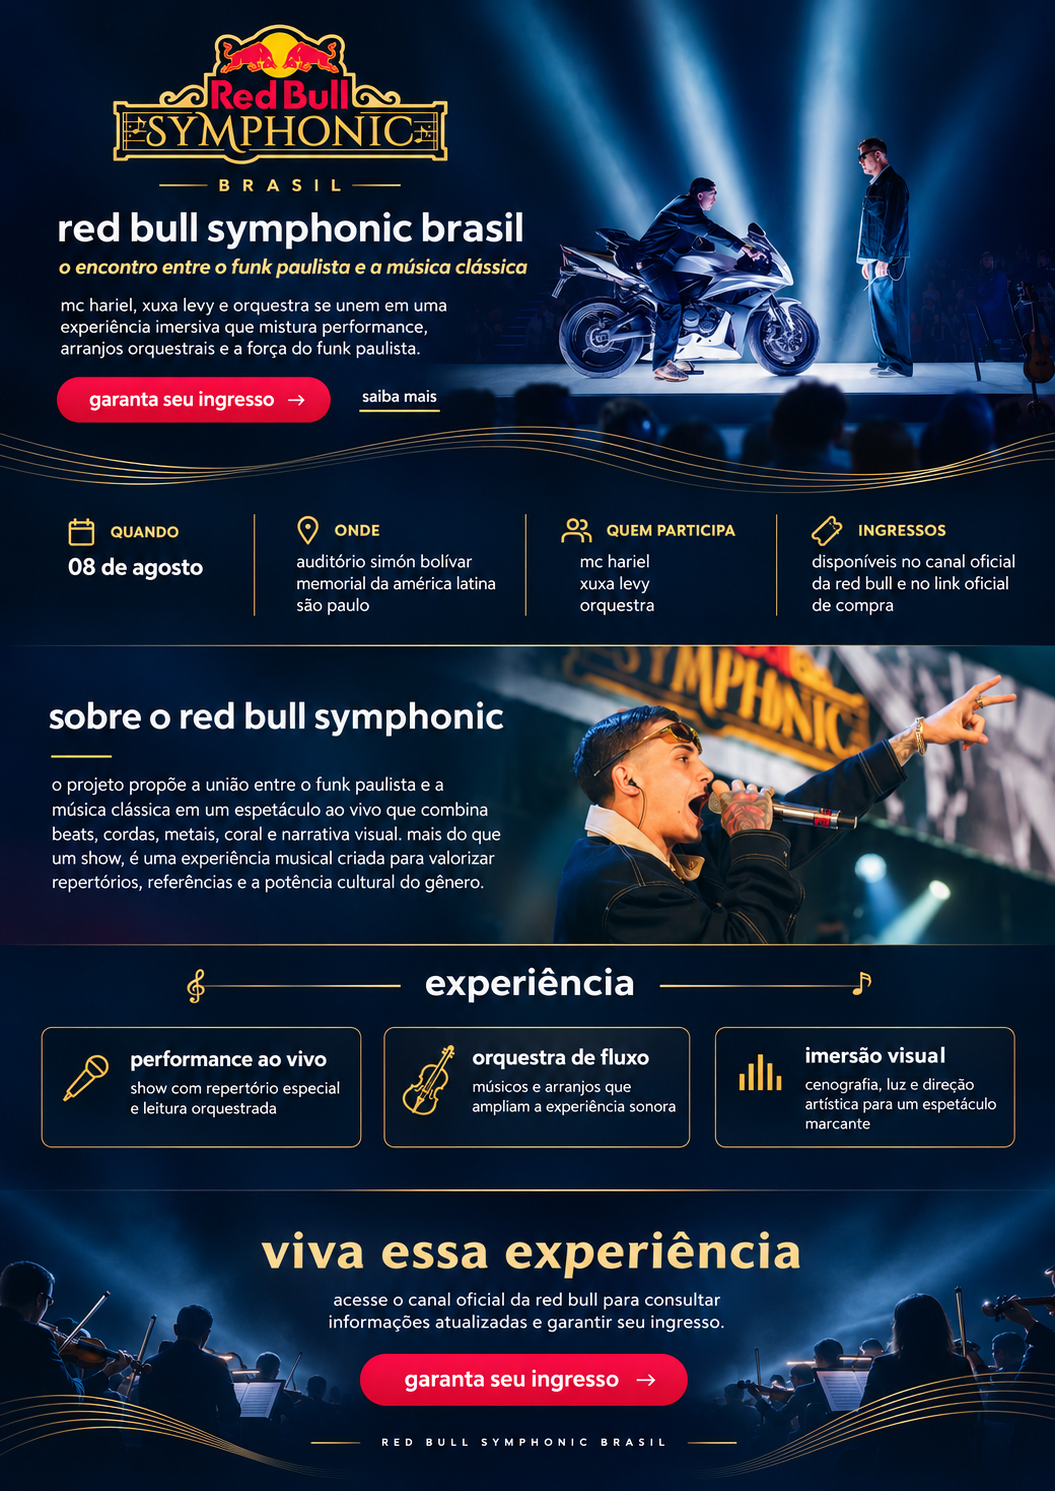 Red Bull
SYMPHONIC
BRASIL
red bull symphonic brasil
o encontro entre o funk paulista e a música clássica
mc hariel, xuxa levy e orquestra se unem em uma
experiência imersiva que mistura performance,
arranjos orquestrais e a força do funk paulista.
garanta seu ingresso →
saiba mais
QUANDO
08 de agosto
ONDE
auditório simón bolívar
memorial da américa latina
são paulo
QUEM PARTICIPA
mc hariel
xuxa levy
orquestra
INGRESSOS
disponíveis no canal oficial
da red bull e no link oficial
de compra
sobre o red bull symphonic
o projeto propõe a união entre o funk paulista e a
música clássica em um espetáculo ao vivo que combina
beats, cordas, metais, coral e narrativa visual. mais do que
um show, é uma experiência musical criada para valorizar
repertórios, referências e a potência cultural do gênero.
SYMPHONIC
experiência
performance ao vivo
show com repertório especial
e leitura orquestrada
orquestra de fluxo
músicos e arranjos que
ampliam a experiência sonora
imersão visual
cenografia, luz e direção
artística para um espetáculo
marcante
viva essa experiência
acesse o canal oficial da red bull para consultar
informações atualizadas e garantir seu ingresso.
garanta seu ingresso →
RED BULL SYMPHONIC BRASIL